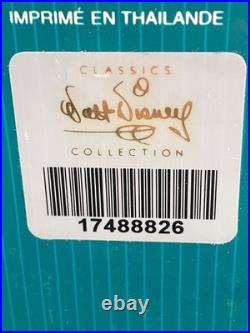 IMPRIMÉ EN THAILANDE
CLASSICS
Walt Disney
COLLECTION
17488826